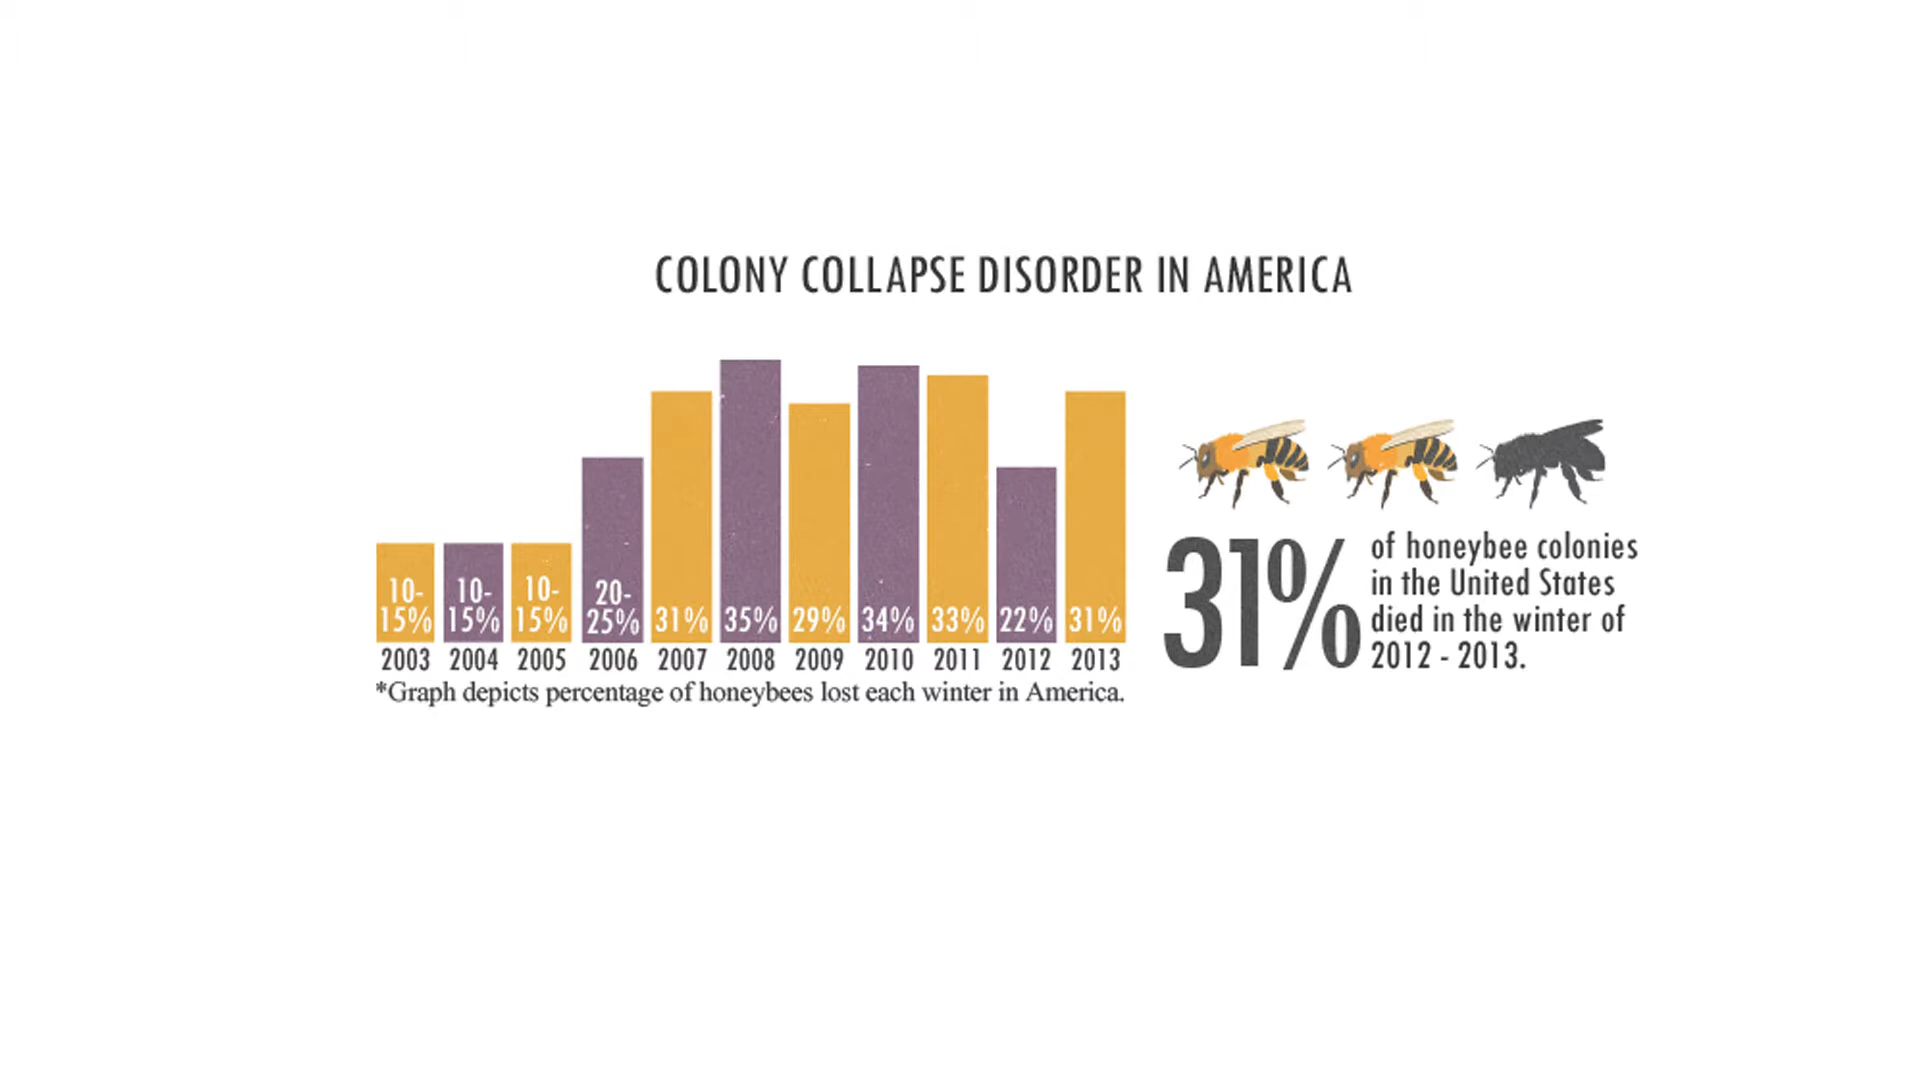 COLONY COLLAPSE DISORDER IN AMERICA
10-
15%
10-
15%
10-
15%
20-
25%
31%
35%
29%
34%
33%
22%
31%
2003 2004 2005 2006 2007 2008 2009 2010 2011 2012 2013
*Graph depicts percentage of honeybees lost each winter in America.
31%
of honeybee colonies
in the United States
died in the winter of
2012 - 2013.